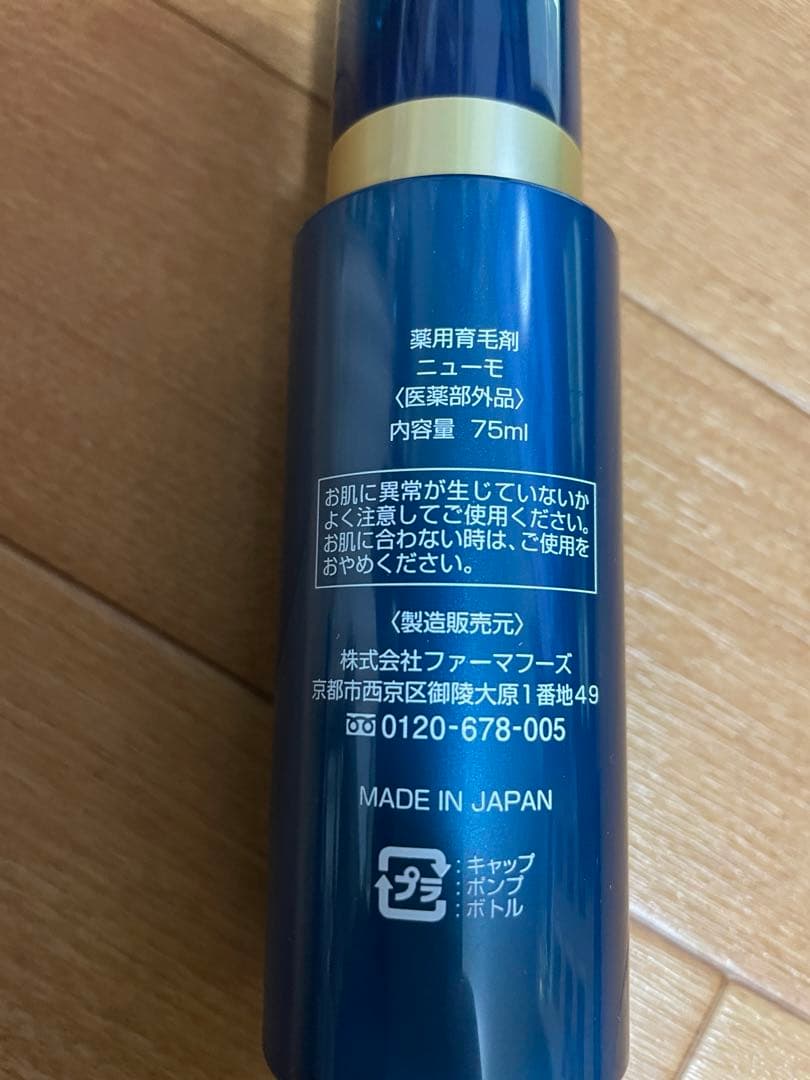 薬用育毛剤
ニューモ
〈医薬部外品〉
内容量 75ml
お肌に異常が生じていないか
よく注意してご使用ください。
お肌に合わない時は、ご使用を
おやめください。
〈製造販売元〉
株式会社ファーマフーズ
京都市西京区御陵大原1番地49
0120-678-005
MADE IN JAPAN
プラ
:キャップ
:ポンプ
:ボトル